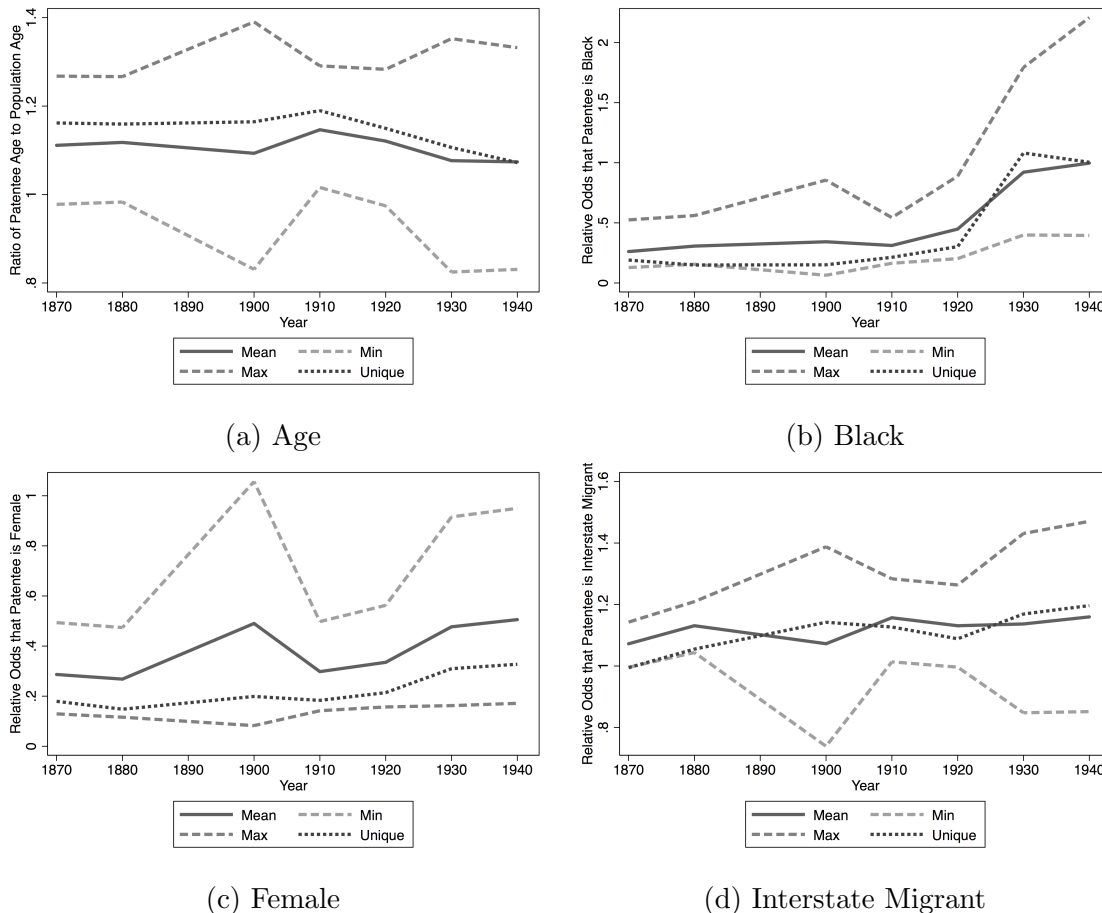 Ratio of Patentee Age to Population Age
1.4
1.2
1
.8
1870 1880 1890 1900 1910 1920 1930 1940
Year
Mean Min
Max Unique
(a) Age
Relative Odds that Patentee is Black
2
1.5
1
.5
0
1870 1880 1890 1900 1910 1920 1930 1940
Year
Mean Min
Max Unique
(b) Black
Relative Odds that Patentee is Female
1
.8
.6
.4
.2
0
1870 1880 1890 1900 1910 1920 1930 1940
Year
Mean Min
Max Unique
(c) Female
Relative Odds that Patentee is Interstate Migrant
1.6
1.4
1.2
1
.8
1870 1880 1890 1900 1910 1920 1930 1940
Year
Mean Min
Max Unique
(d) Interstate Migrant